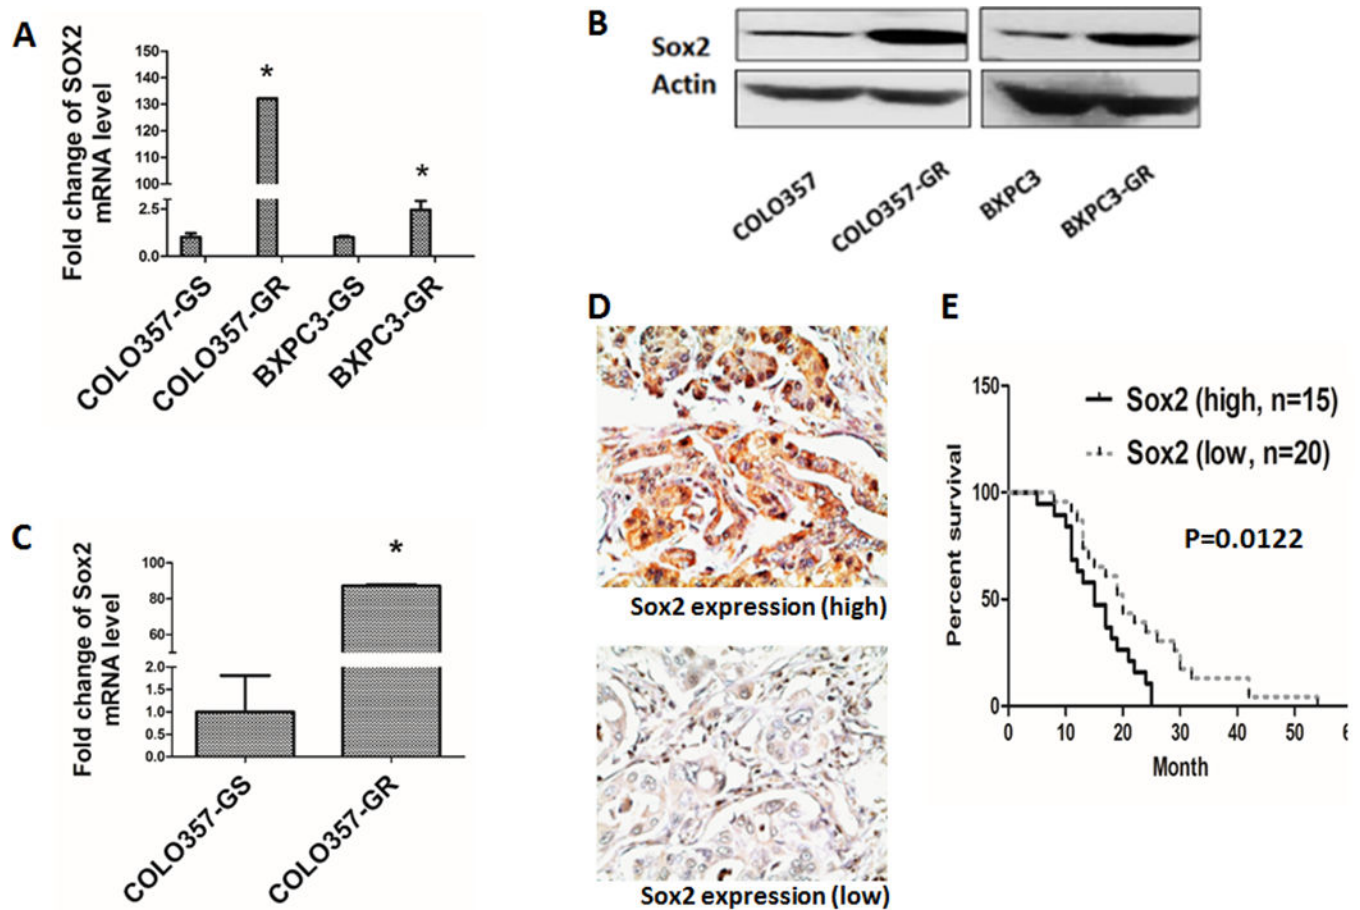 A
Fold change of SOX2
mRNA level
150
140
130
120
110
100
2.5
0.0
*
*
COLO357-GS
COLO357-GR
BXPC3-GS
BXPC3-GR
B
Sox2
Actin
COLO357
COLO357-GR
BXPC3
BXPC3-GR
C
Fold change of Sox2
mRNA level
100
80
60
2.0
1.5
1.0
0.5
0.0
*
COLO357-GS
COLO357-GR
D
Sox2 expression (high)
Sox2 expression (low)
E
Percent survival
150
100
50
0
Sox2 (high, n=15)
Sox2 (low, n=20)
P=0.0122
0 10 20 30 40 50
Month